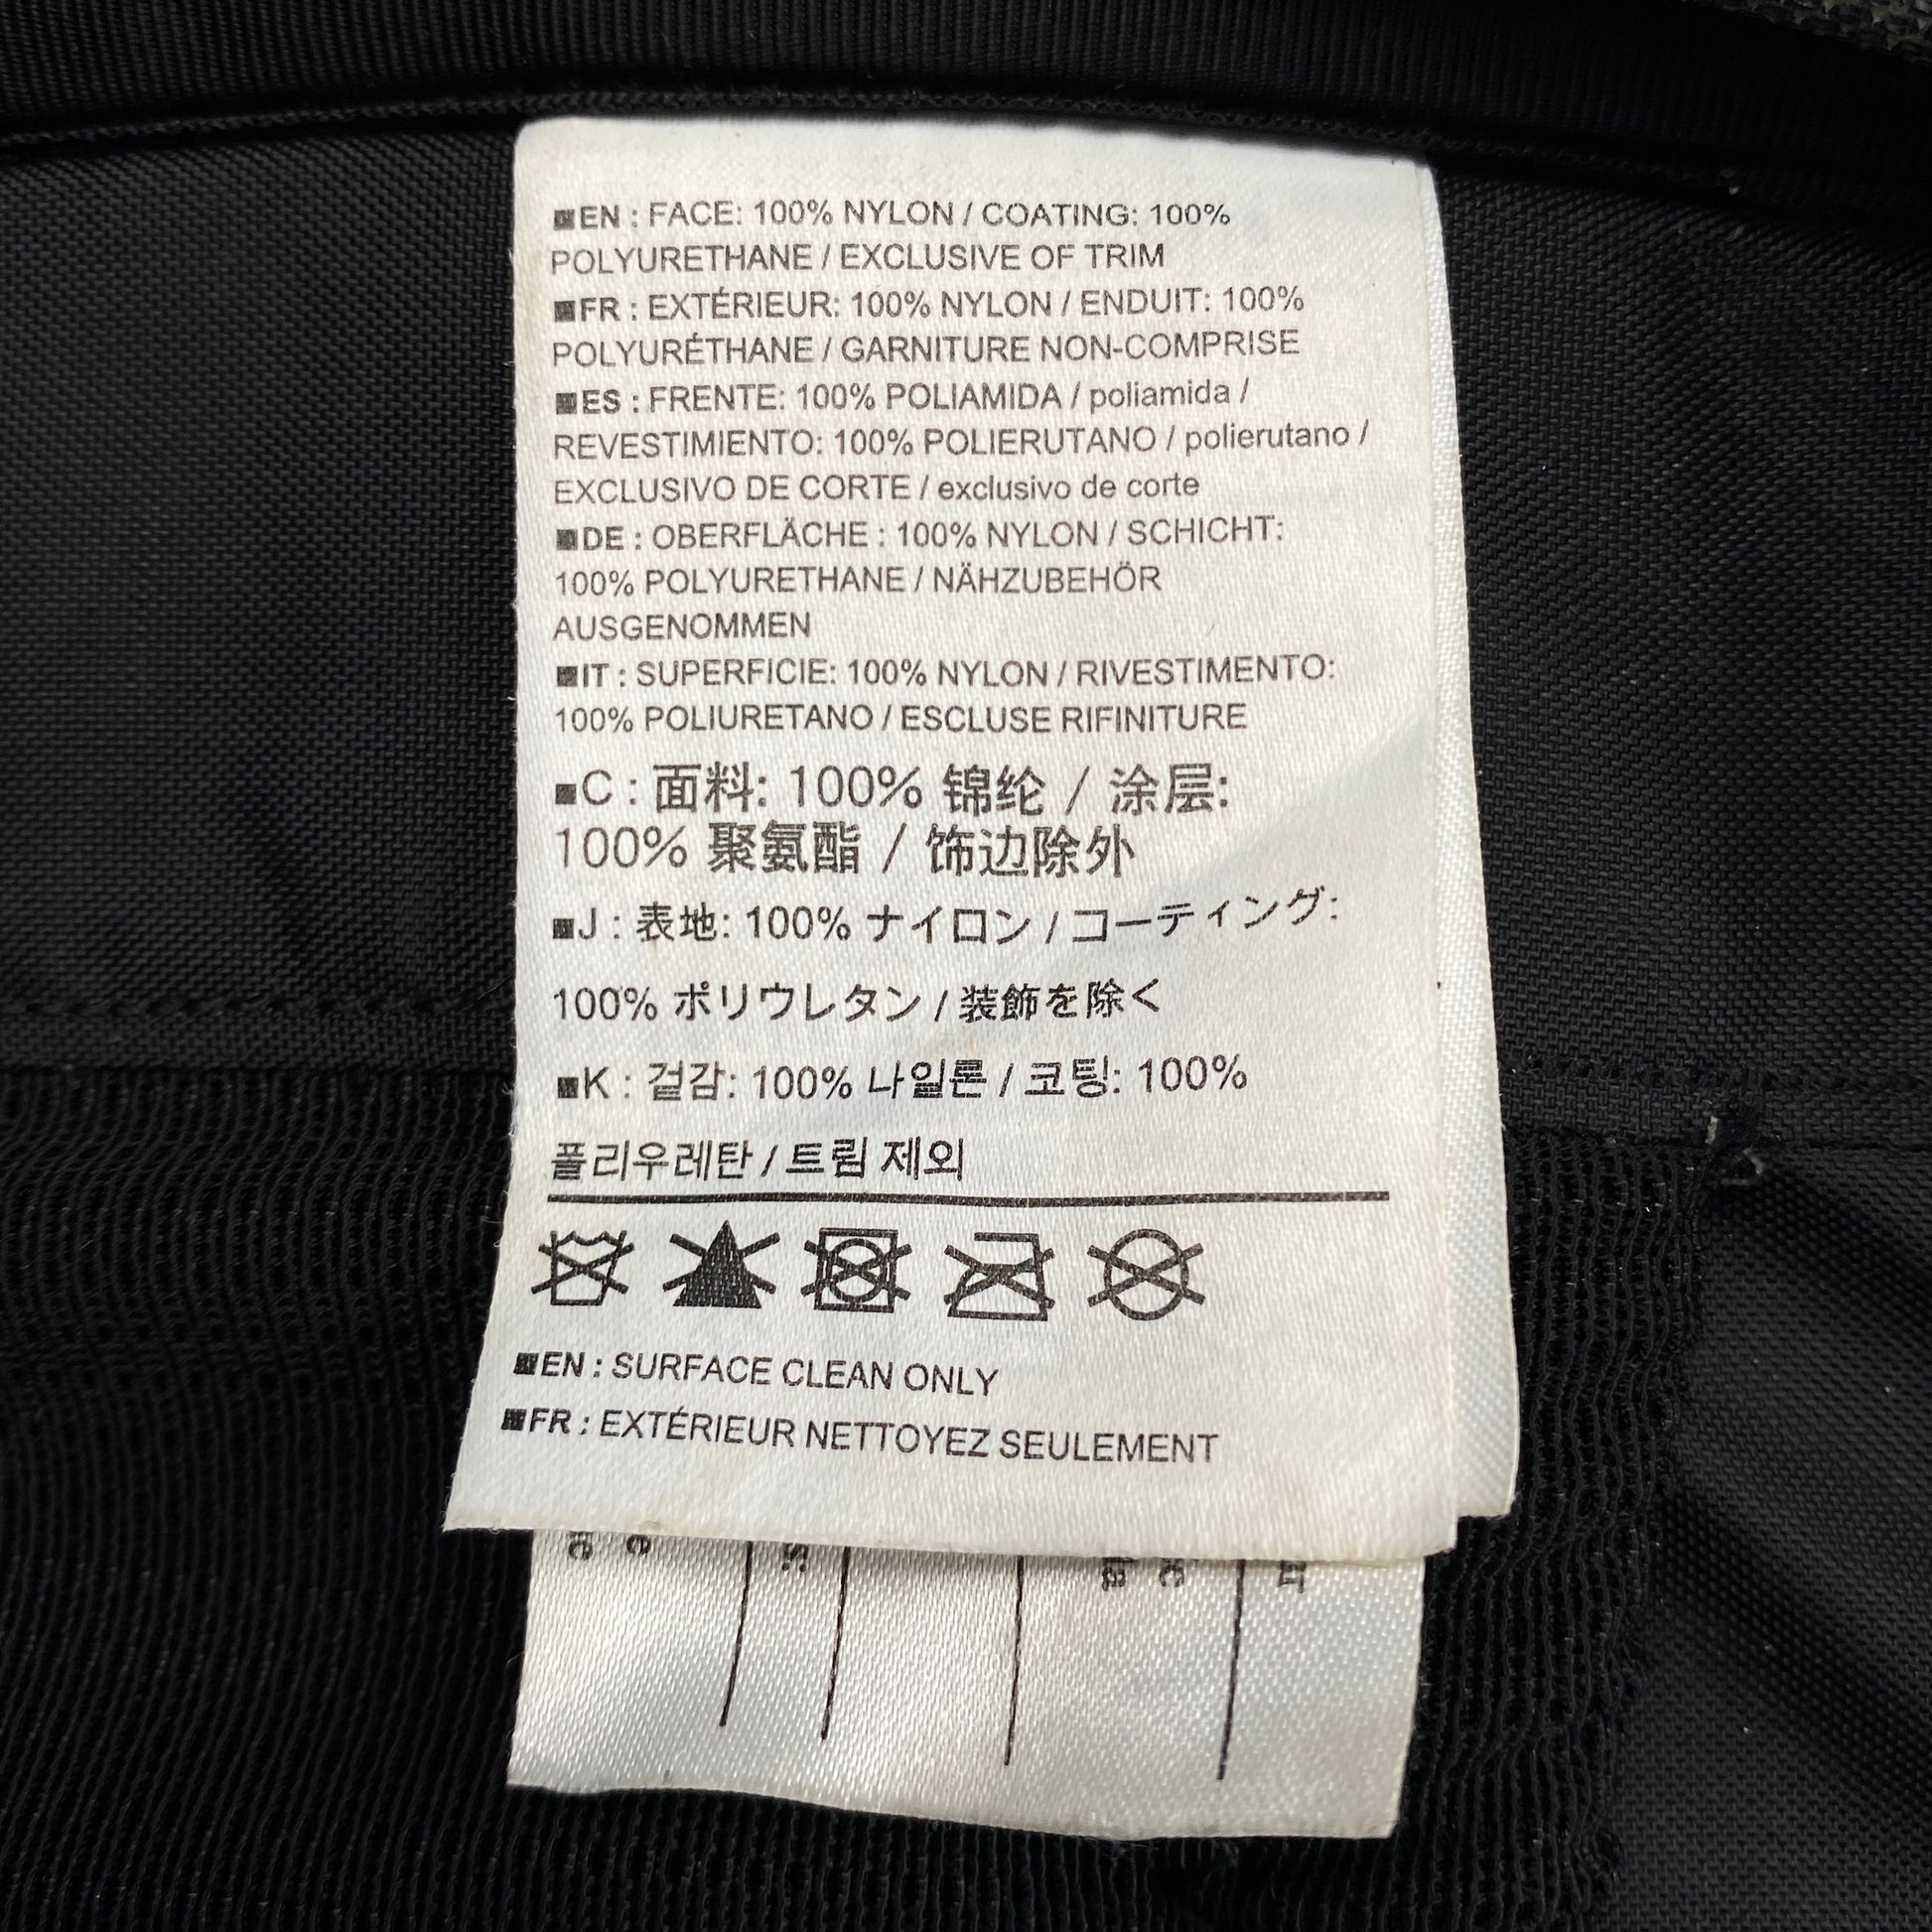 ■EN : FACE: 100% NYLON / COATING: 100%
POLYURETHANE / EXCLUSIVE OF TRIM
■FR : EXTÉRIEUR: 100% NYLON / ENDUIT: 100%
POLYURÉTHANE / GARNITURE NON-COMPRISE
■ES : FRENTE: 100% POLIAMIDA / poliamida /
REVESTIMIENTO: 100% POLIERUTANO / polierutano /
EXCLUSIVO DE CORTE / exclusivo de corte
■DE : OBERFLÄCHE : 100% NYLON / SCHICHT:
100% POLYURETHANE / NÄHZUBEHÖR
AUSGENOMMEN
■IT : SUPERFICIE: 100% NYLON / RIVESTIMENTO:
100% POLIURETANO / ESCLUSE RIFINITURE
■C : 面料: 100% 锦纶 / 涂层:
100% 聚氨酯 / 饰边除外
■J : 表地: 100% ナイロン / コーティング:
100% ポリウレタン / 装飾を除く
■K : 겉감: 100% 나일론 / 코팅: 100%
폴리우레탄 / 트림 제외
■EN : SURFACE CLEAN ONLY
■FR : EXTÉRIEUR NETTOYEZ SEULEMENT